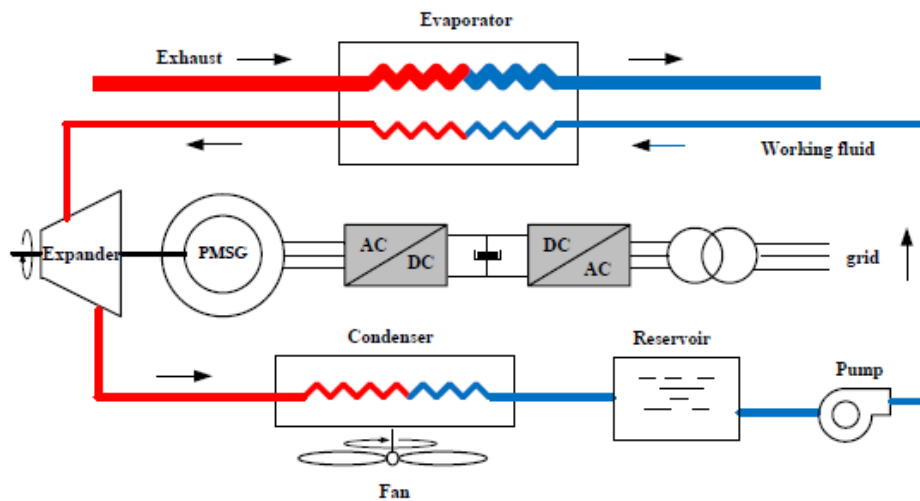 Evaporator
Exhaust
Working fluid
Expander
PMSG
AC
DC
DC
AC
grid
Condenser
Reservoir
Pump
Fan